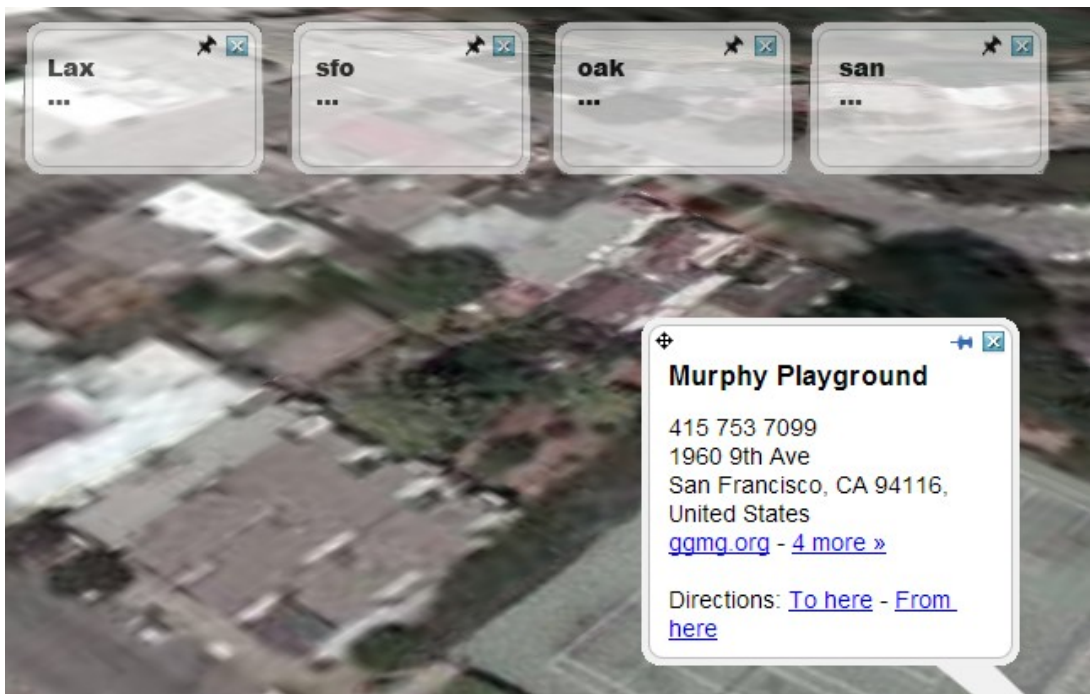 Lax
...
sfo
...
oak
...
san
...
Murphy Playground
415 753 7099
1960 9th Ave
San Francisco, CA 94116,
United States
ggmg.org - 4 more »
Directions: To here - From
here